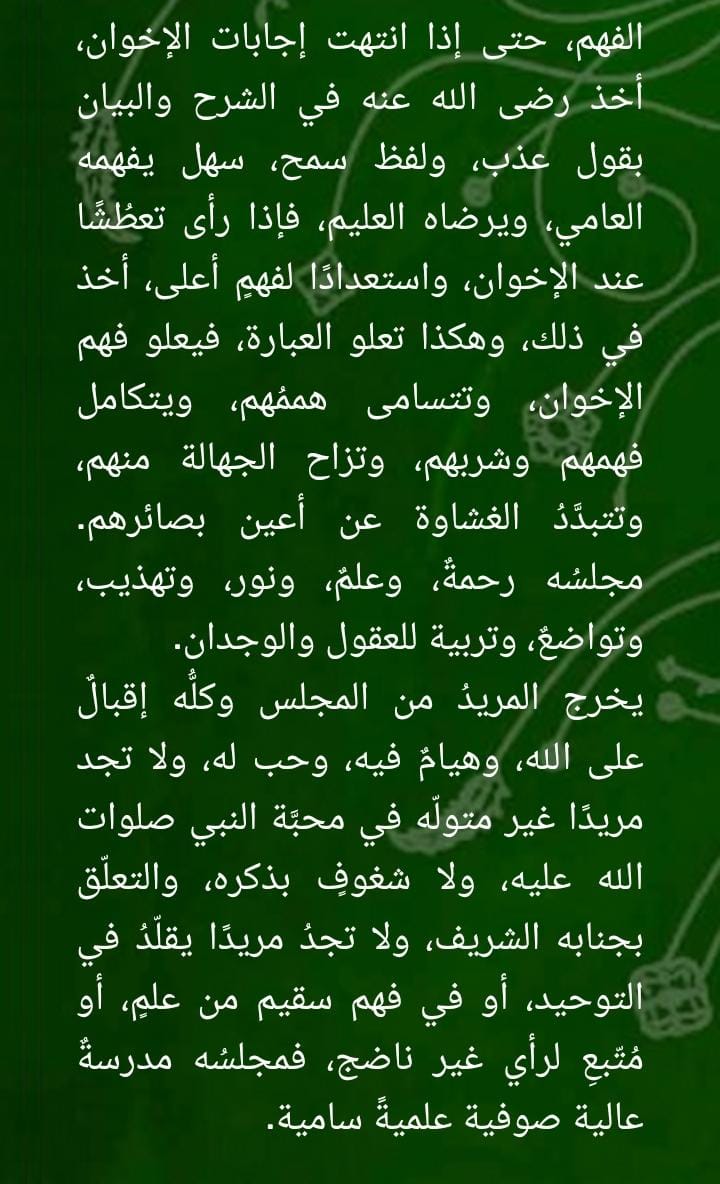 الفهم، حتى إذا انتهت إجابات الإخوان،
أخذ رضى الله عنه في الشرح والبيان
بقول عذب، ولفظ سمح، سهل يفهمه
العامي، ويرضاه العليم، فإذا رأى تعطُشًا
عند الإخوان، واستعدادًا لفهمٍ أعلى، أخذ
في ذلك، وهكذا تعلو العبارة، فيعلو فهم
الإخوان، وتتسامى هممُهم، ويتكامل
فهمهم وشربهم، وتزاح الجهالة منهم،
وتتبدَّدُ الغشاوة عن أعين بصائرهم.
مجلسُه رحمةٌ، وعلمٌ، ونور، وتهذيب،
وتواضعٌ، وتربية للعقول والوجدان.
يخرج المريدُ من المجلس وكلُّه إقبالٌ
على الله، وهيامٌ فيه، وحب له، ولا تجد
مريدًا غير متولّه في محبَّة النبي صلوات
الله عليه، ولا شغوفٍ بذكره، والتعلّق
بجنابه الشريف، ولا تجدُ مريدًا يقلّدُ في
التوحيد، أو في فهم سقيم من علمٍ، أو
مُتّبعِ لرأي غير ناضج، فمجلسُه مدرسةٌ
عالية صوفية علميةً سامية.